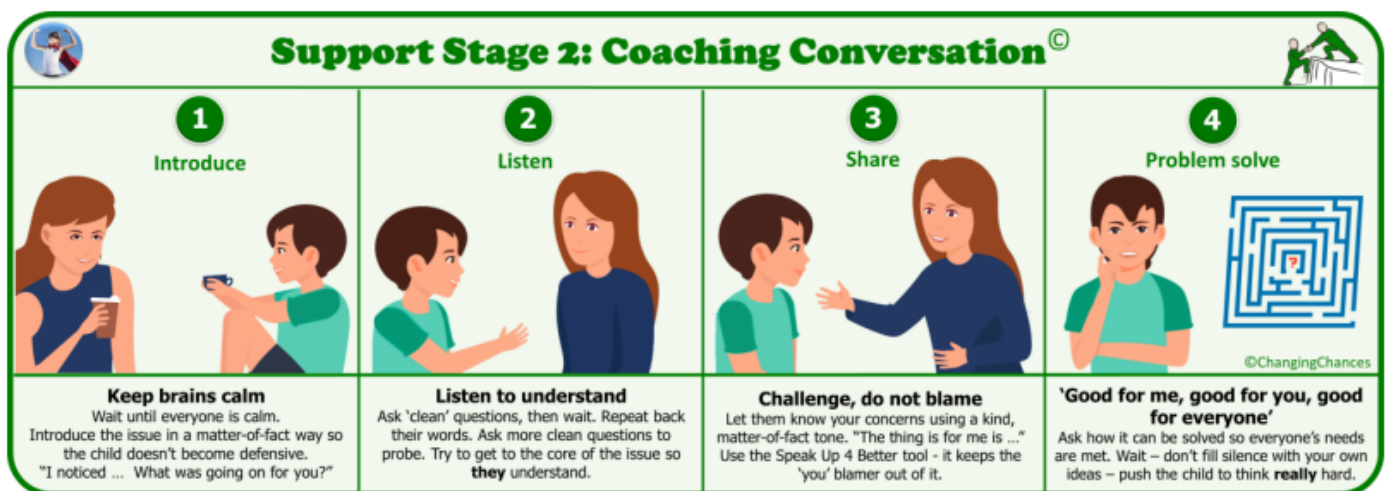 Support Stage 2: Coaching Conversation©
1
Introduce
2
Listen
3
Share
4
Problem solve
?
©ChangingChances
Keep brains calm
Wait until everyone is calm.
Introduce the issue in a matter-of-fact way so
the child doesn't become defensive.
"I noticed ... What was going on for you?"
Listen to understand
Ask 'clean' questions, then wait. Repeat back
their words. Ask more clean questions to
probe. Try to get to the core of the issue so
they understand.
Challenge, do not blame
Let them know your concerns using a kind,
matter-of-fact tone. "The thing is for me is ..."
Use the Speak Up 4 Better tool - it keeps the
'you' blamer out of it.
'Good for me, good for you, good
for everyone'
Ask how it can be solved so everyone's needs
are met. Wait – don't fill silence with your own
ideas – push the child to think really hard.